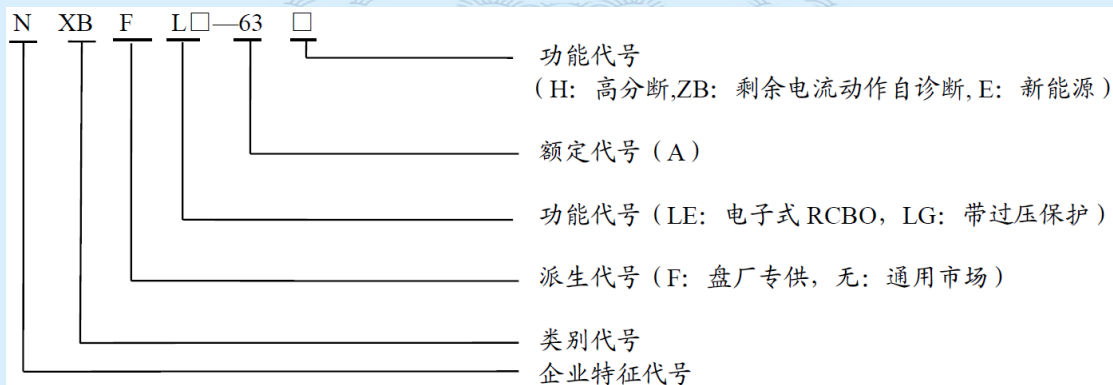 N XB F L□—63 □
功能代号
（H：高分断,ZB：剩余电流动作自诊断, E：新能源）
额定代号（A）
功能代号（LE：电子式 RCBO，LG：带过压保护）
派生代号（F：盘厂专供，无：通用市场）
类别代号
企业特征代号